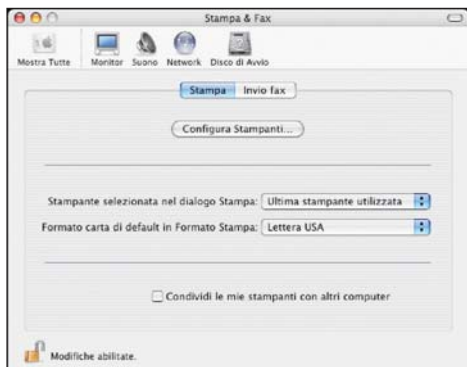 Stampa & Fax
Mostra Tutte Monitor Suono Network Disco di Avvio
Stampa Invio fax
Configura Stampanti...
Stampante selezionata nel dialogo Stampa: Ultima stampante utilizzata
Formato carta di default in Formato Stampa: Lettera USA
Condividi le mie stampanti con altri computer
Modifiche abilitate.